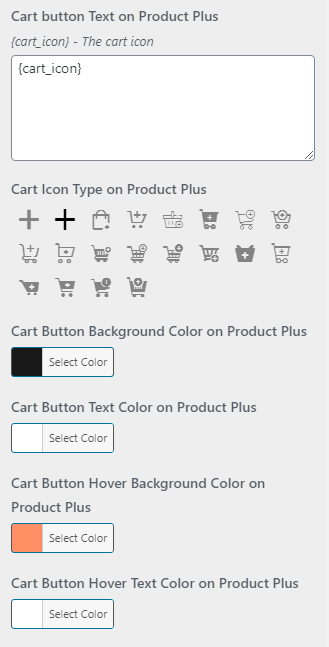 Cart button Text on Product Plus
{cart_icon} - The cart icon
{cart_icon}
Cart Icon Type on Product Plus
Cart Button Background Color on Product Plus
Select Color
Cart Button Text Color on Product Plus
Select Color
Cart Button Hover Background Color on
Product Plus
Select Color
Cart Button Hover Text Color on Product Plus
Select Color